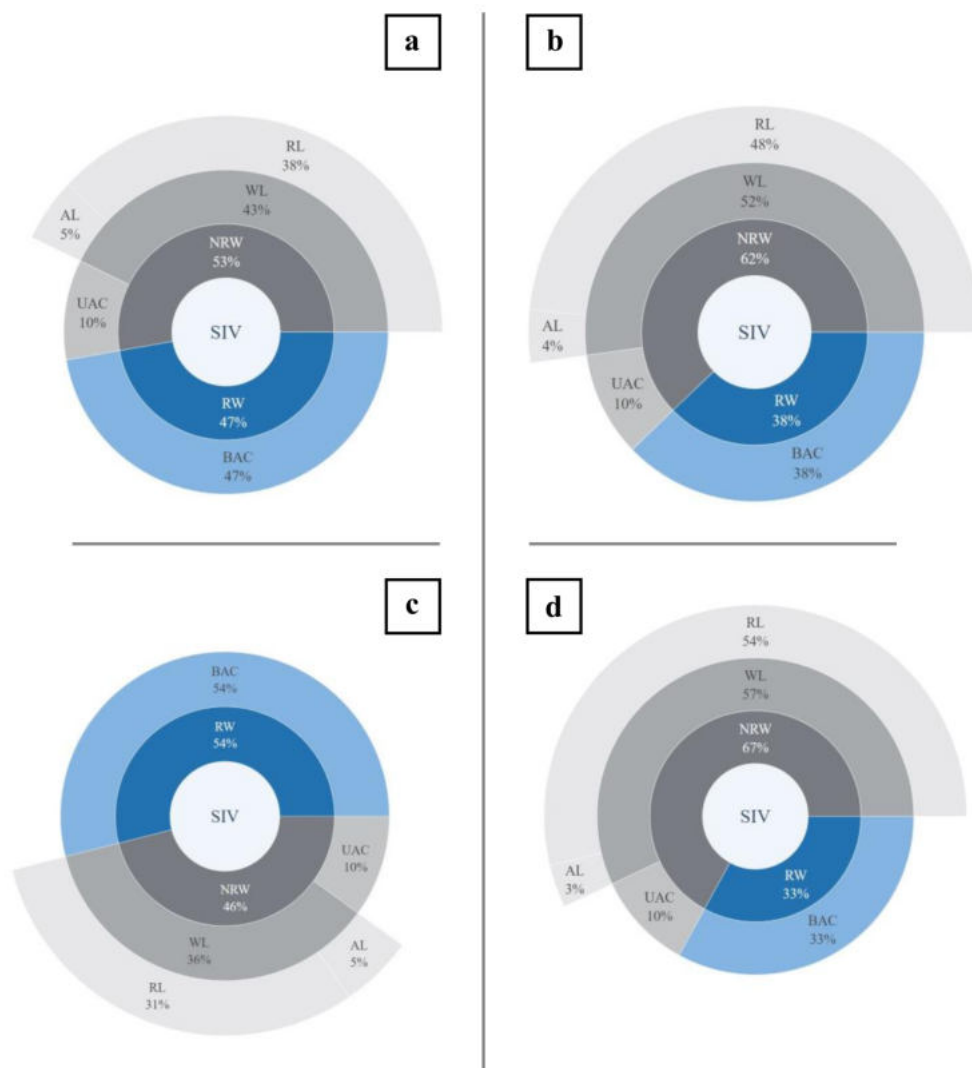 a
RL
38%
WL
43%
AL
5%
NRW
53%
UAC
10%
SIV
RW
47%
BAC
47%
b
RL
48%
WL
52%
NRW
62%
AL
4%
UAC
10%
SIV
RW
38%
BAC
38%
c
BAC
54%
RW
54%
SIV
UAC
10%
NRW
46%
WL
36%
AL
5%
RL
31%
d
RL
54%
WL
57%
NRW
67%
SIV
AL
3%
UAC
10%
RW
33%
BAC
33%